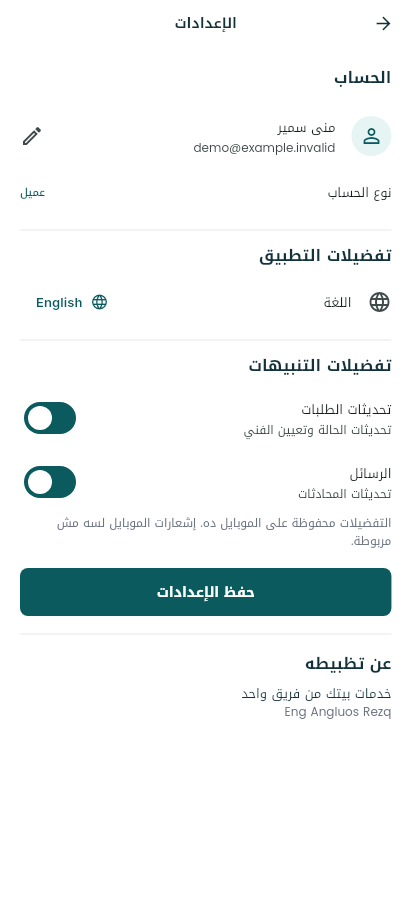 الإعدادات
الحساب
منى سمير
demo@example.invalid
نوع الحساب
عميل
تفضيلات التطبيق
اللغة
English
تفضيلات التنبيهات
تحديثات الطلبات
تحديثات الحالة وتعيين الفني
الرسائل
تحديثات المحادثات
التفضيلات محفوظة على الموبايل ده. إشعارات الموبايل لسه مش
مربوطة.
حفظ الإعدادات
عن تظبيطه
خدمات بيتك من فريق واحد
Eng Angluos Rezq